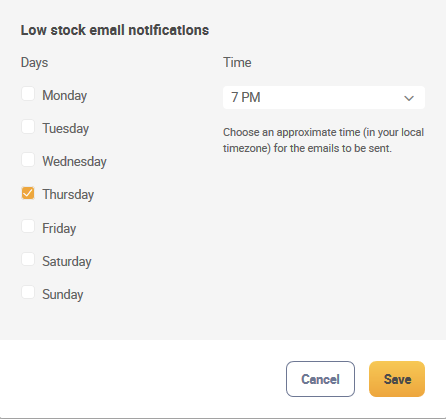 Low stock email notifications
Days
Time
Monday
7 PM
Tuesday
Choose an approximate time (in your local
timezone) for the emails to be sent.
Wednesday
Thursday
Friday
Saturday
Sunday
Cancel
Save